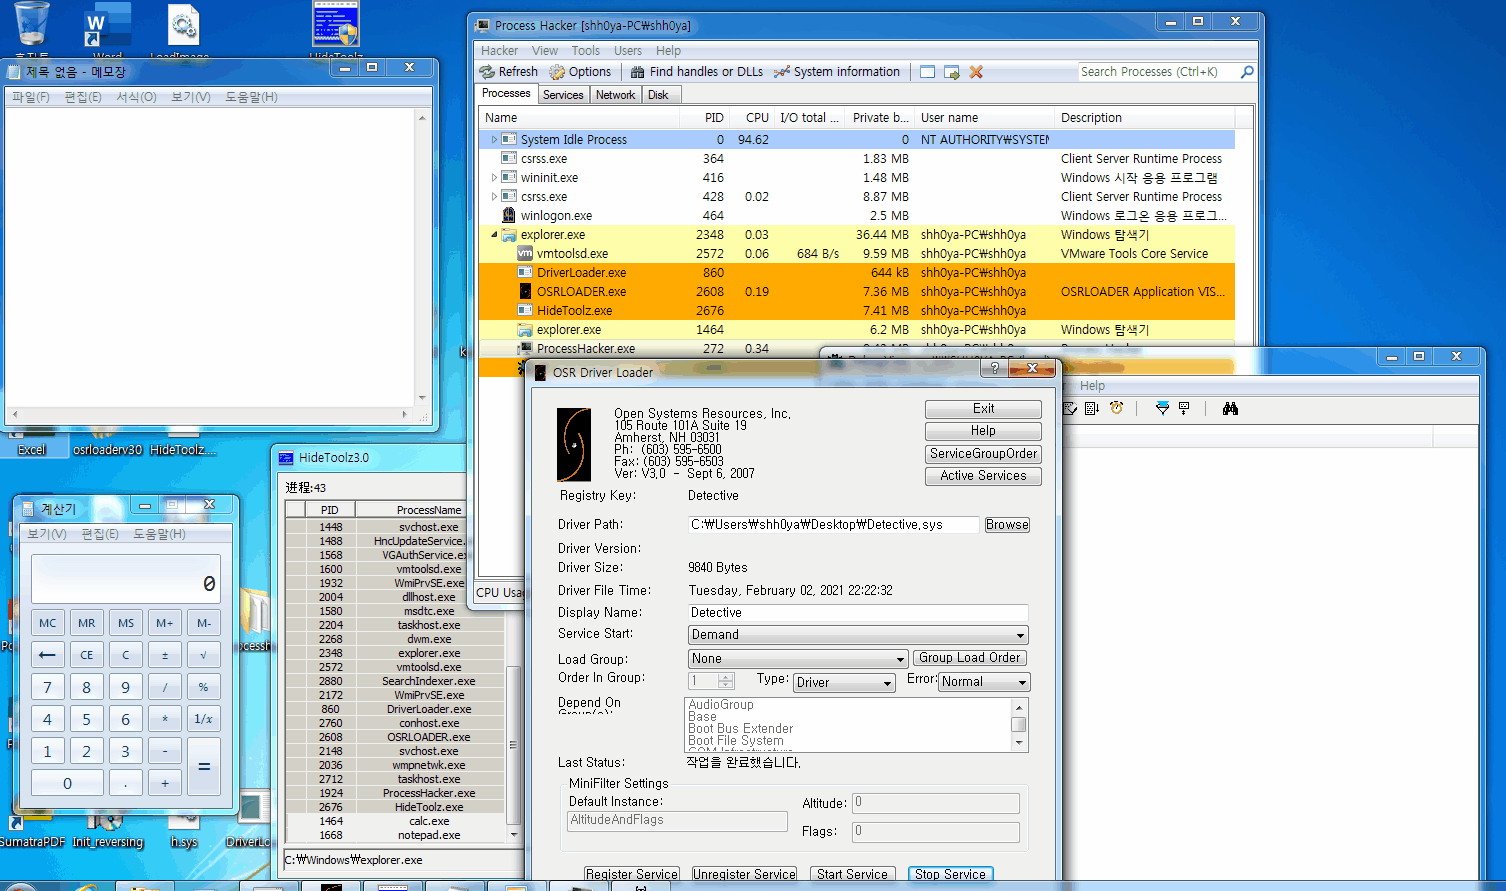 Word
LoadImage
HideToolz
제목 없음 - 메모장
파일(F) 편집(E) 서식(O) 보기(V) 도움말(H)
Process Hacker [shh0ya-PC₩shh0ya]
Hacker View Tools Users Help
Refresh Options Find handles or DLLs System information Search Processes (Ctrl+K)
Processes Services Network Disk
Name PID CPU I/O total ... Private b... User name Description
System Idle Process 0 94.62 0 NT AUTHORITY₩SYSTEM
csrss.exe 364 1.83 MB Client Server Runtime Process
wininit.exe 416 1.48 MB Windows 시작 응용 프로그램
csrss.exe 428 0.02 8.87 MB Client Server Runtime Process
winlogon.exe 464 2.5 MB Windows 로그온 응용 프로그...
explorer.exe 2348 0.03 36.44 MB shh0ya-PC₩shh0ya Windows 탐색기
vmtoolsd.exe 2572 0.06 684 B/s 9.59 MB shh0ya-PC₩shh0ya VMware Tools Core Service
DriverLoader.exe 860 644 kB shh0ya-PC₩shh0ya
OSRLOADER.exe 2608 0.19 7.36 MB shh0ya-PC₩shh0ya OSRLOADER Application VIS...
HideToolz.exe 2676 7.41 MB shh0ya-PC₩shh0ya
explorer.exe 1464 6.2 MB shh0ya-PC₩shh0ya Windows 탐색기
ProcessHacker.exe 272 0.34
CPU Usag
Help
Excel osrloaderv30 HideToolz....
계산기
보기(V) 편집(E) 도움말(H)
0
MC MR MS M+ M-
← CE C ± √
7 8 9 / %
4 5 6 * 1/x
1 2 3 - =
0 . +
SumatraPDF Init_reversing h.sys DriverLo
HideToolz3.0
进程:43
PID ProcessName
1448 svchost.exe
1488 HncUpdateService.
1568 VGAuthService.ex
1600 vmtoolsd.exe
1932 WmiPrvSE.exe
2004 dllhost.exe
1580 msdtc.exe
2204 taskhost.exe
2268 dwm.exe
2348 explorer.exe
2572 vmtoolsd.exe
2880 SearchIndexer.exe
2172 WmiPrvSE.exe
860 DriverLoader.exe
2760 conhost.exe
2608 OSRLOADER.exe
2148 svchost.exe
2036 wmpnetwk.exe
2712 taskhost.exe
1924 ProcessHacker.exe
2676 HideToolz.exe
1464 calc.exe
1668 notepad.exe
C:₩Windows₩explorer.exe
OSR Driver Loader
Open Systems Resources, Inc.
105 Route 101A Suite 19
Amherst, NH 03031
Ph: (603) 595-6500
Fax: (603) 595-6503
Ver: V3.0 - Sept 6, 2007
Exit
Help
ServiceGroupOrder
Active Services
Registry Key: Detective
Driver Path: C:₩Users₩shh0ya₩Desktop₩Detective.sys Browse
Driver Version:
Driver Size: 9840 Bytes
Driver File Time: Tuesday, February 02, 2021 22:22:32
Display Name: Detective
Service Start: Demand
Load Group: None Group Load Order
Order In Group: 1 Type: Driver Error: Normal
Depend On
Group(s):
AudioGroup
Base
Boot Bus Extender
Boot File System
COM Infrastructure
Last Status: 작업을 완료했습니다.
MiniFilter Settings
Default Instance: Altitude: 0
AltitudeAndFlags Flags: 0
Register Service Unregister Service Start Service Stop Service